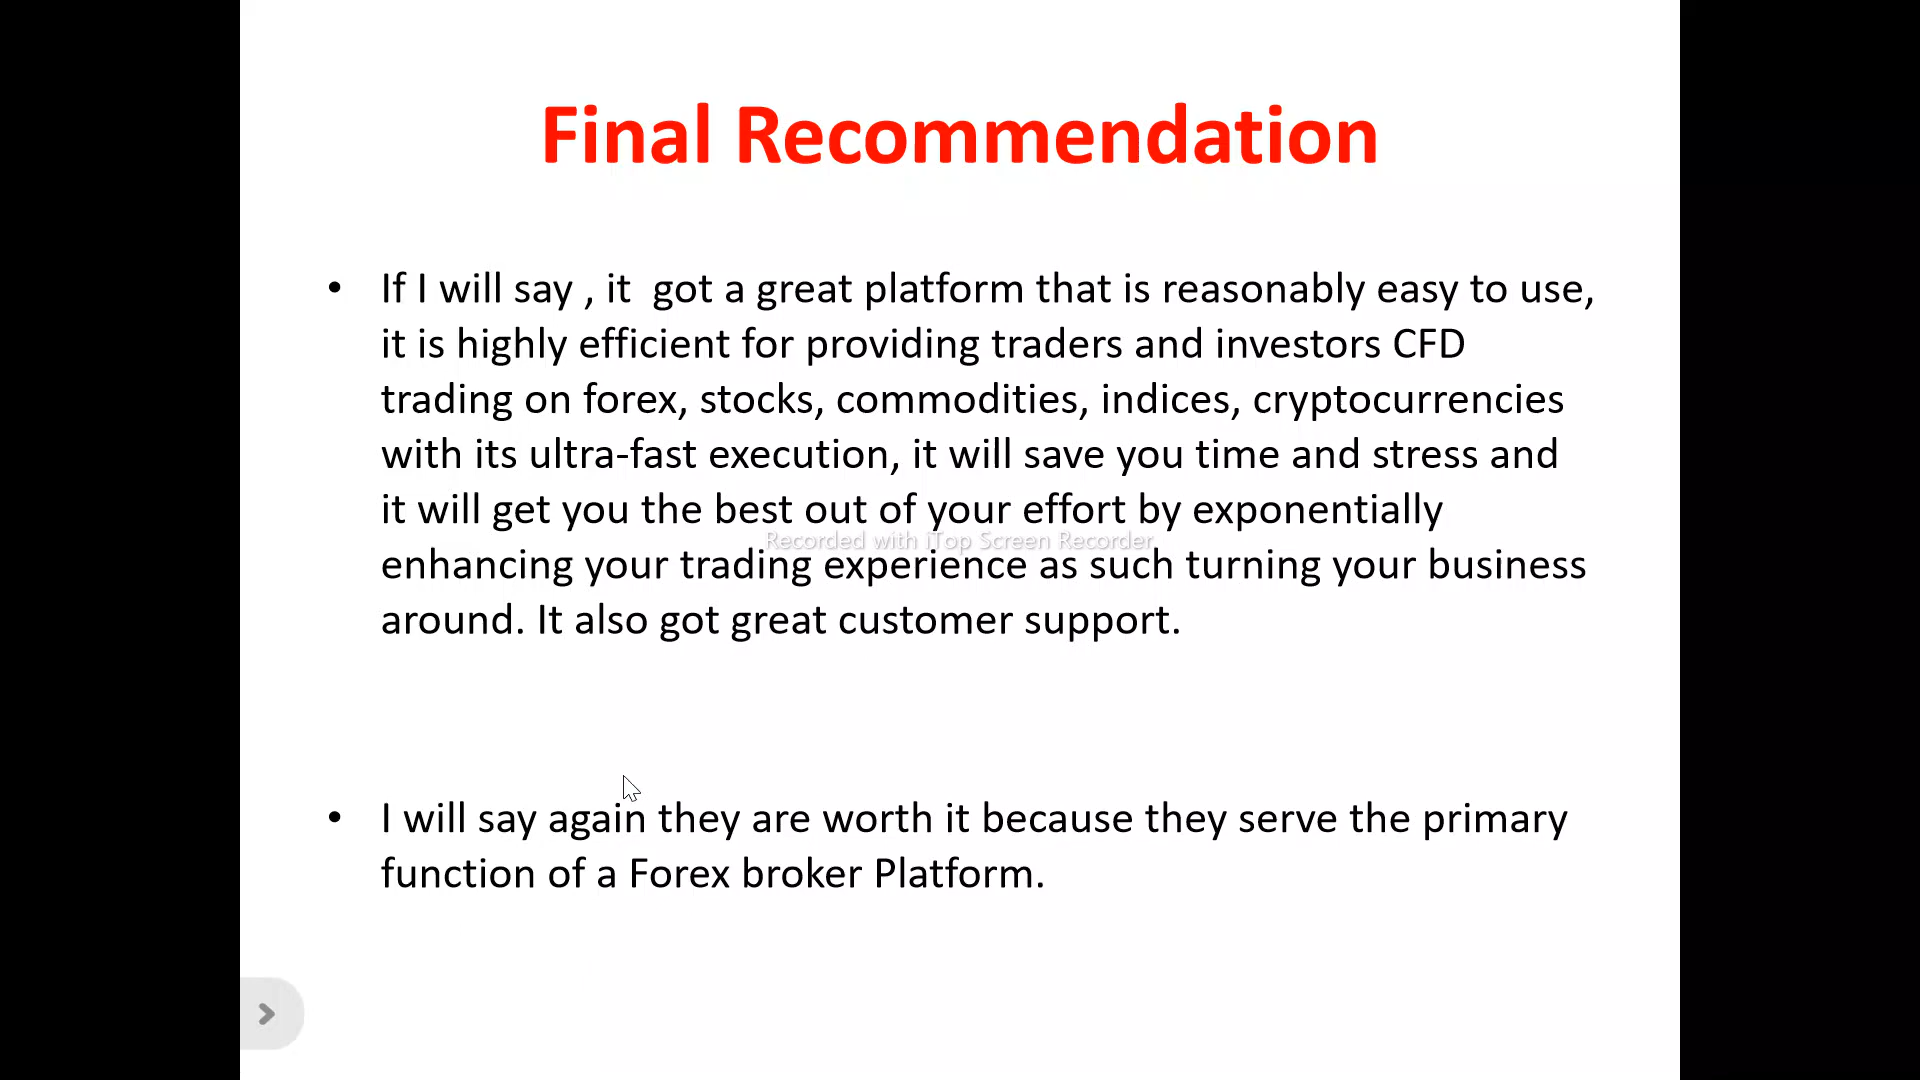 Final Recommendation
• If I will say , it  got a great platform that is reasonably easy to use,
it is highly efficient for providing traders and investors CFD
trading on forex, stocks, commodities, indices, cryptocurrencies
with its ultra-fast execution, it will save you time and stress and
it will get you the best out of your effort by exponentially
Recorded with iTop Screen Recorder
enhancing your trading experience as such turning your business
around. It also got great customer support.
• I will say again they are worth it because they serve the primary
function of a Forex broker Platform.